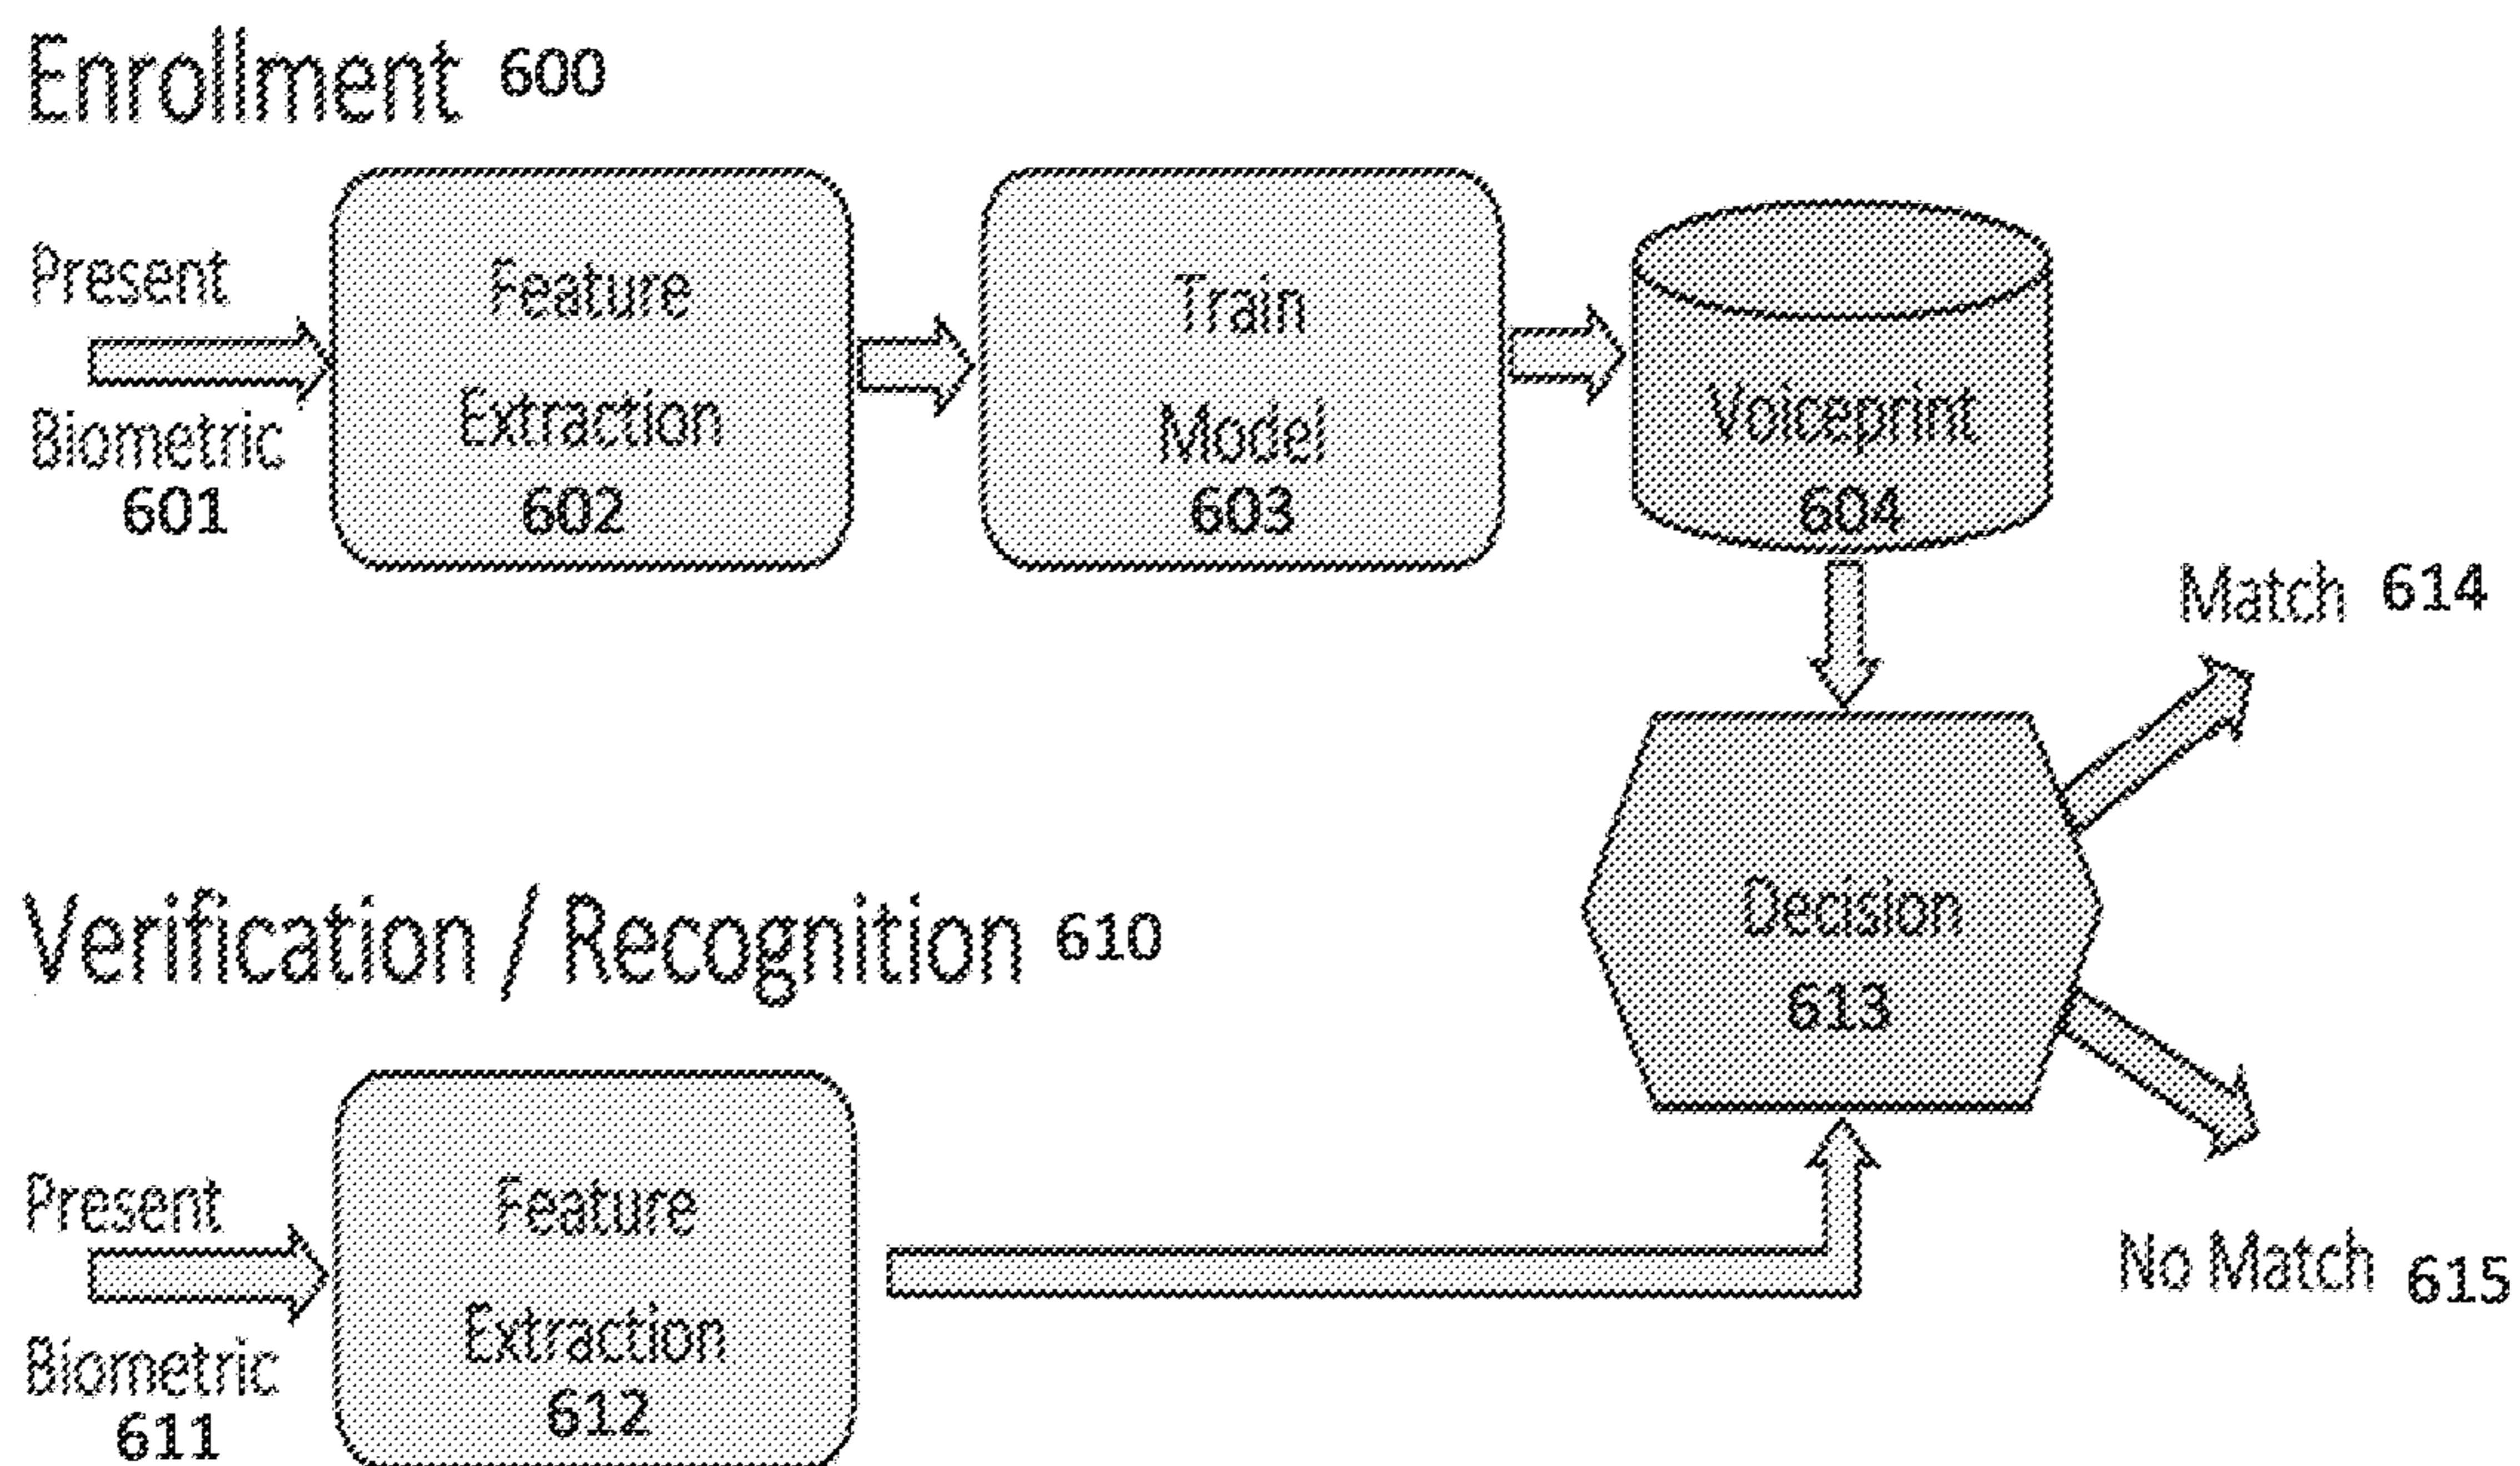 Enrollment 600
Present
Biometric
601
Feature
Extraction
602
Train
Model
603
Voiceprint
604
Match 614
Decision
613
No Match 615
Verification / Recognition 610
Present
Biometric
611
Feature
Extraction
612